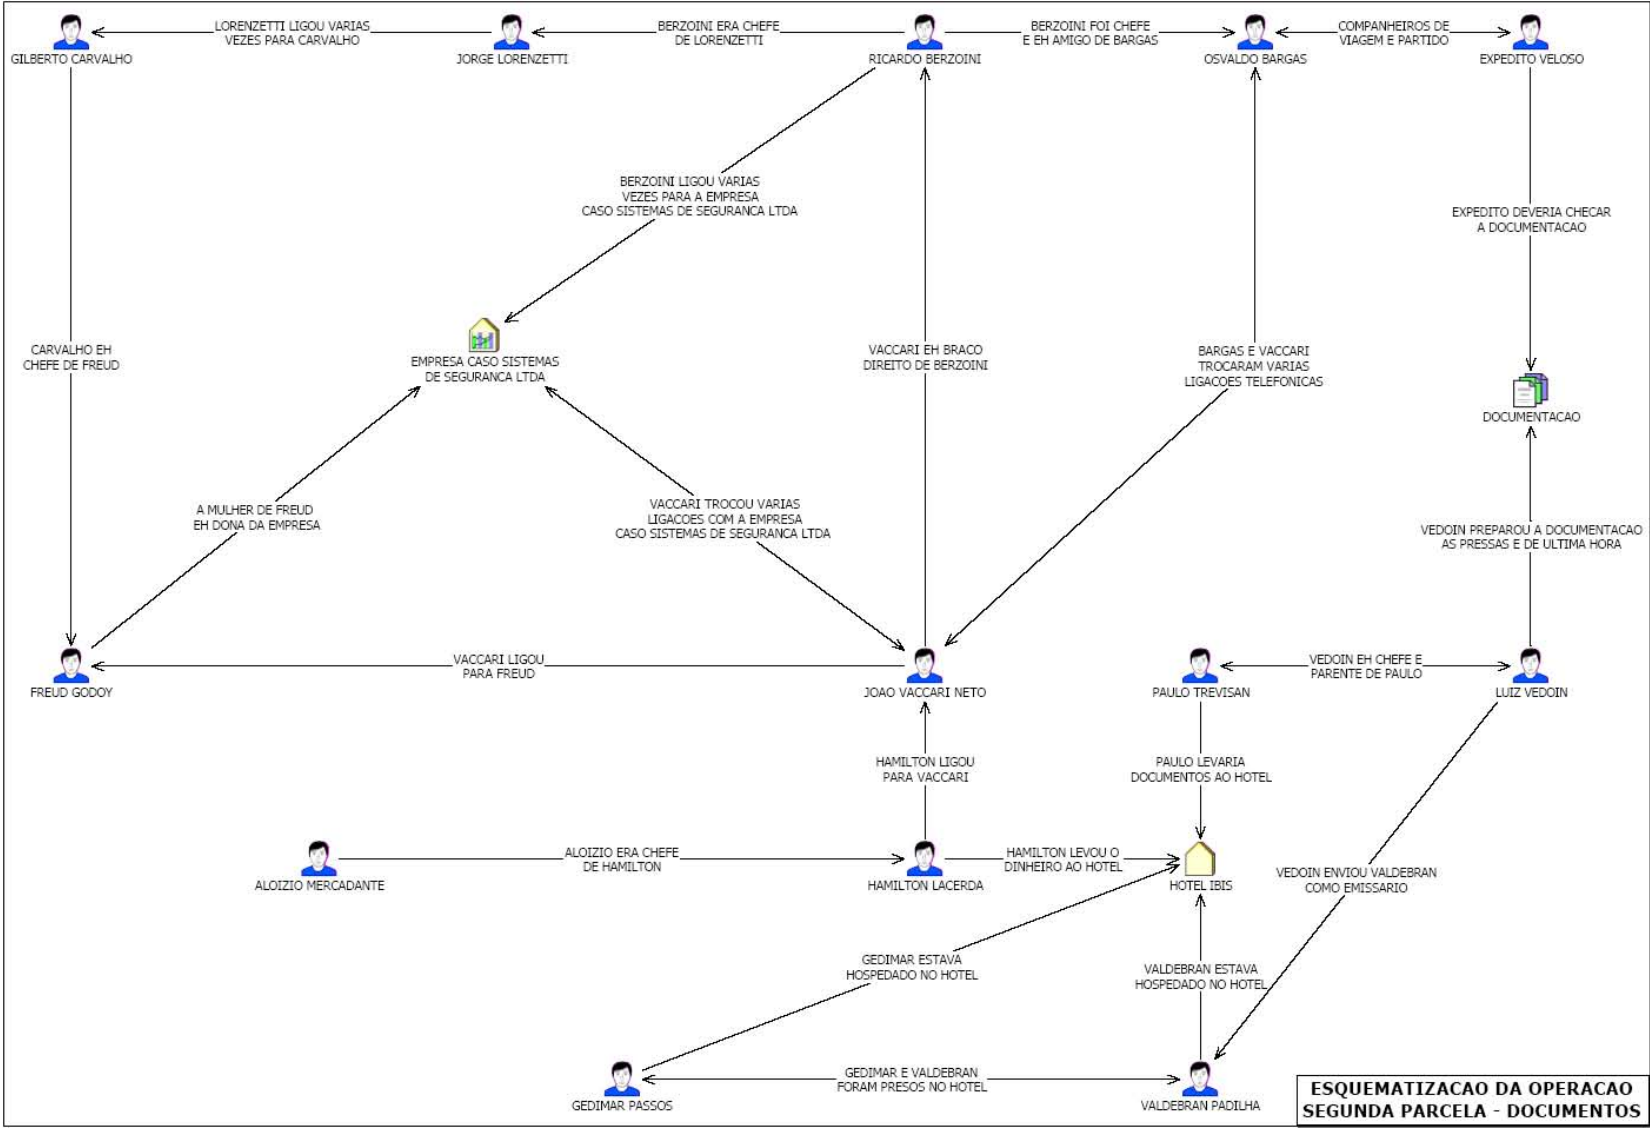 LORENZETTI LIGOU VARIAS
VEZES PARA CARVALHO
BERZOINI ERA CHEFE
DE LORENZETTI
BERZOINI FOI CHEFE
E EH AMIGO DE BARGAS
COMPANHEIROS DE
VIAGEM E PARTIDO
GILBERTO CARVALHO
JORGE LORENZETTI
RICARDO BERZOINI
OSVALDO BARGAS
EXPEDITO VELOSO
BERZOINI LIGOU VARIAS
VEZES PARA A EMPRESA
CASO SISTEMAS DE SEGURANCA LTDA
EXPEDITO DEVERIA CHECAR
A DOCUMENTACAO
CARVALHO EH
CHEFE DE FREUD
EMPRESA CASO SISTEMAS
DE SEGURANCA LTDA
VACCARI EH BRACO
DIREITO DE BERZOINI
BARGAS E VACCARI
TROCARAM VARIAS
LIGACOES TELEFONICAS
DOCUMENTACAO
A MULHER DE FREUD
EH DONA DA EMPRESA
VACCARI TROCOU VARIAS
LIGACOES COM A EMPRESA
CASO SISTEMAS DE SEGURANCA LTDA
VEDOIN PREPAROU A DOCUMENTACAO
AS PRESSAS E DE ULTIMA HORA
VACCARI LIGOU
PARA FREUD
VEDOIN EH CHEFE E
PARENTE DE PAULO
FREUD GODOY
JOAO VACCARI NETO
PAULO TREVISAN
LUIZ VEDOIN
HAMILTON LIGOU
PARA VACCARI
PAULO LEVARIA
DOCUMENTOS AO HOTEL
ALOIZIO ERA CHEFE
DE HAMILTON
HAMILTON LEVOU O
DINHEIRO AO HOTEL
VEDOIN ENVIOU VALDEBRAN
COMO EMISSARIO
ALOIZIO MERCADANTE
HAMILTON LACERDA
HOTEL IBIS
GEDIMAR ESTAVA
HOSPEDADO NO HOTEL
VALDEBRAN ESTAVA
HOSPEDADO NO HOTEL
GEDIMAR E VALDEBRAN
FORAM PRESOS NO HOTEL
GEDIMAR PASSOS
VALDEBRAN PADILHA
ESQUEMATIZACAO DA OPERACAO
SEGUNDA PARCELA - DOCUMENTOS